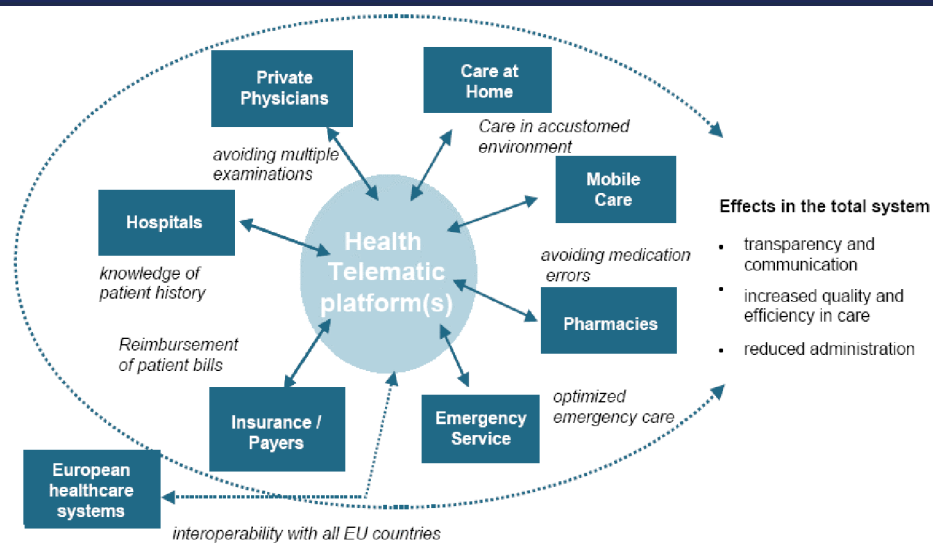 Private
Physicians
Care at
Home
avoiding multiple
examinations
Care in accustomed
environment
Mobile
Care
Hospitals
knowledge of
patient history
Health
Telematic
platform(s)
avoiding medication
errors
Pharmacies
Reimbursement
of patient bills
Insurance /
Payers
Emergency
Service
optimized
emergency care
European
healthcare
systems
interoperability with all EU countries
Effects in the total system
• transparency and
communication
• increased quality and
efficiency in care
• reduced administration